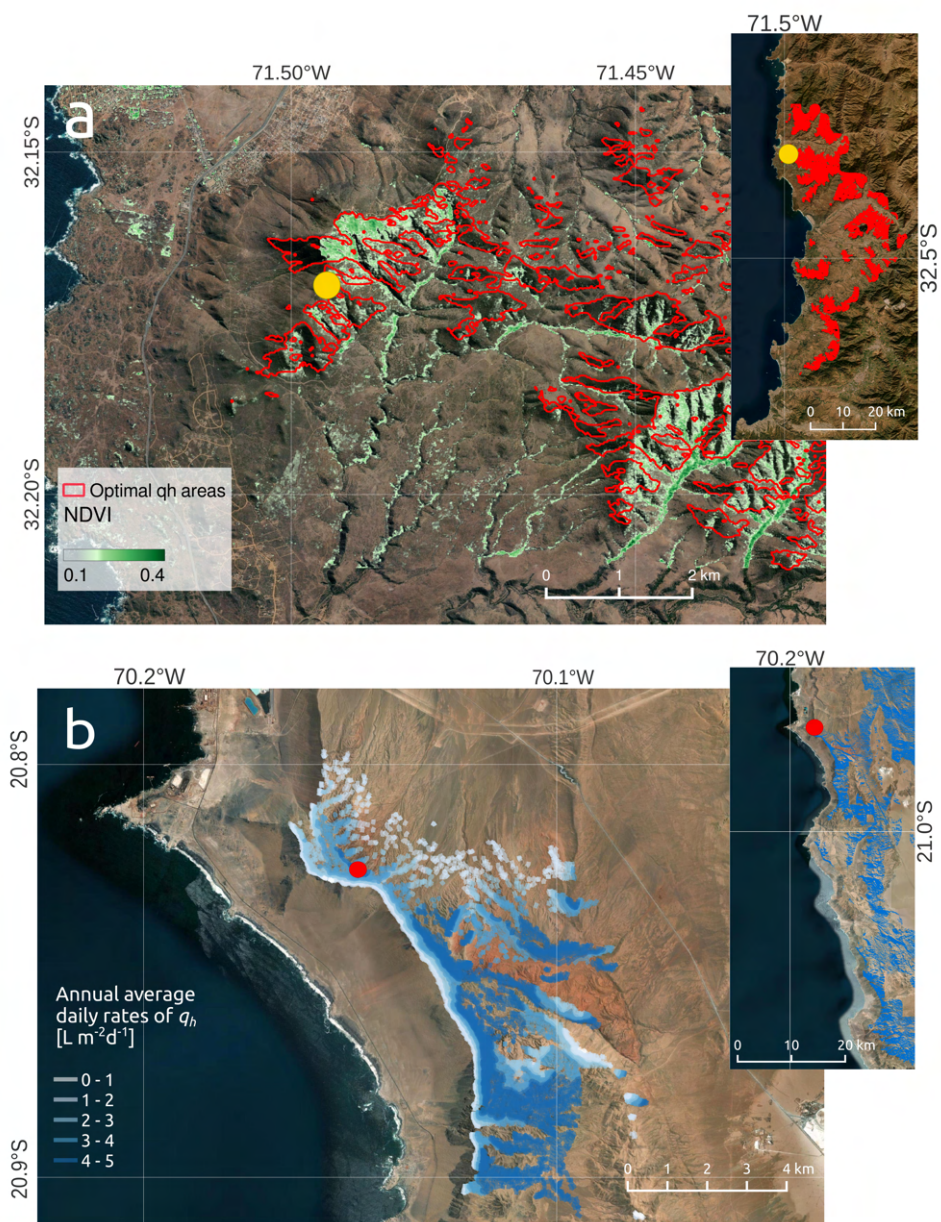 71.5°W
71.50°W 71.45°W
a
32.15°S
32.5°S
0 10 20 km
32.20°S
Optimal qh areas
NDVI
0.1 0.4
0 1 2 km
70.2°W 70.1°W 70.2°W
b
20.8°S
21.0°S
Annual average
daily rates of qh
[L m⁻²d⁻¹]
0 - 1
1 - 2
2 - 3
3 - 4
4 - 5
0 10 20 km
0 1 2 3 4 km
20.9°S